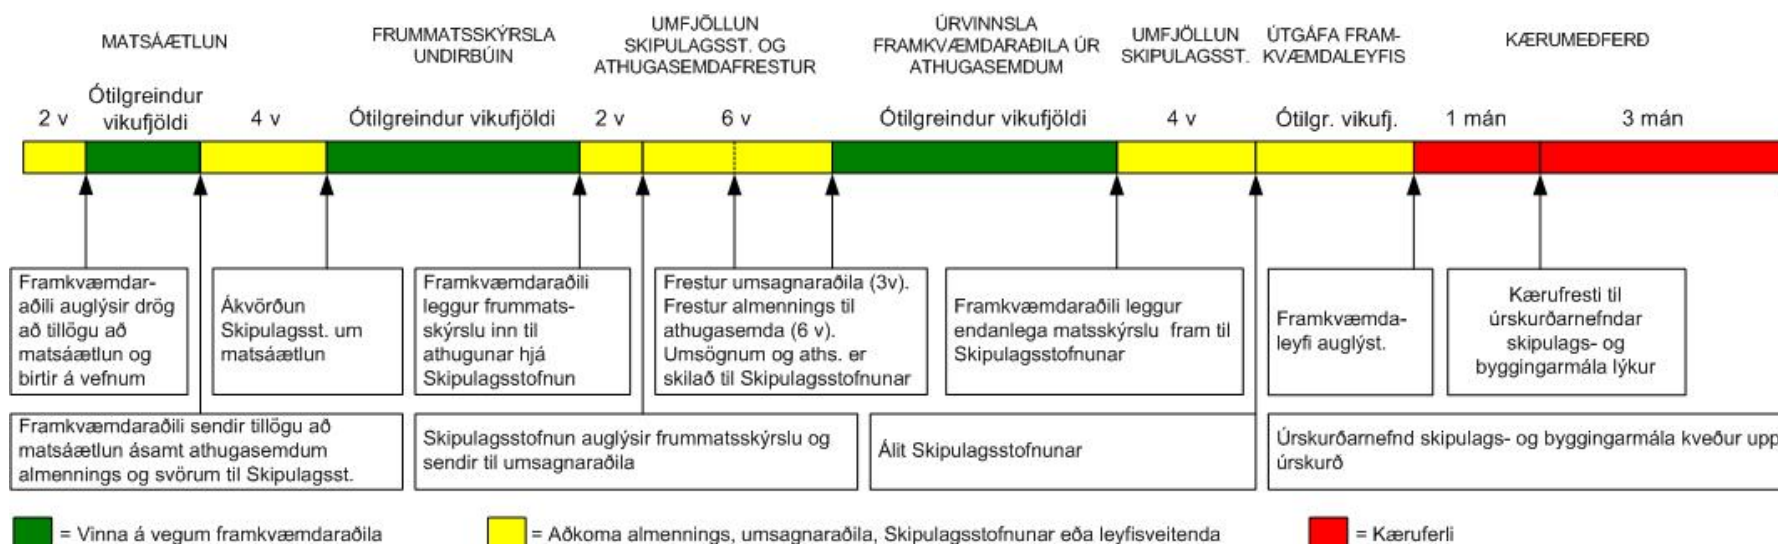 MATSÁÆTLUN
FRUMMATSSKÝRSLA
UNDIRBÚIN
UMFJÖLLUN
SKIPULAGSST. OG
ATHUGASEMDAFRESTUR
ÚRVINNSLA
FRAMKVÆMDARAÐILA ÚR
ATHUGASEMDUM
UMFJÖLLUN
SKIPULAGSST.
ÚTGÁFA FRAM-
KVÆMDALEYFIS
KÆRUMEÐFERÐ
2 v
Ótilgreindur
vikufjöldi
4 v
Ótilgreindur vikufjöldi
2 v
6 v
Ótilgreindur vikufjöldi
4 v
Ótilgr. vikufj.
1 mán
3 mán
Framkvæmdar-
aðili auglýsir drög
að tillögu að
matsáætlun og
birtir á vefnum
Ákvörðun
Skipulagsst. um
matsáætlun
Framkvæmdaraðili
leggur frummats-
skýrslu inn til
athugunar hjá
Skipulagsstofnun
Frestur umsagnaraðila (3v).
Frestur almennings til
athugasemda (6 v).
Umsögnum og aths. er
skilað til Skipulagsstofnunar
Framkvæmdaraðili leggur
endanlega matsskýrslu fram til
Skipulagsstofnunar
Framkvæmda-
leyfi auglýst.
Kærufresti til
úrskurðarnefndar
skipulags- og
byggingarmála lýkur
Framkvæmdaraðili sendir tillögu að
matsáætlun ásamt athugasemdum
almennings og svörum til Skipulagsst.
Skipulagsstofnun auglýsir frummatsskýrslu og
sendir til umsagnaraðila
Álit Skipulagsstofnunar
Úrskurðarnefnd skipulags- og byggingarmála kveður upp
úrskurð
= Vinna á vegum framkvæmdaraðila
= Aðkoma almennings, umsagnaraðila, Skipulagsstofnunar eða leyfisveitenda
= Kæruferli